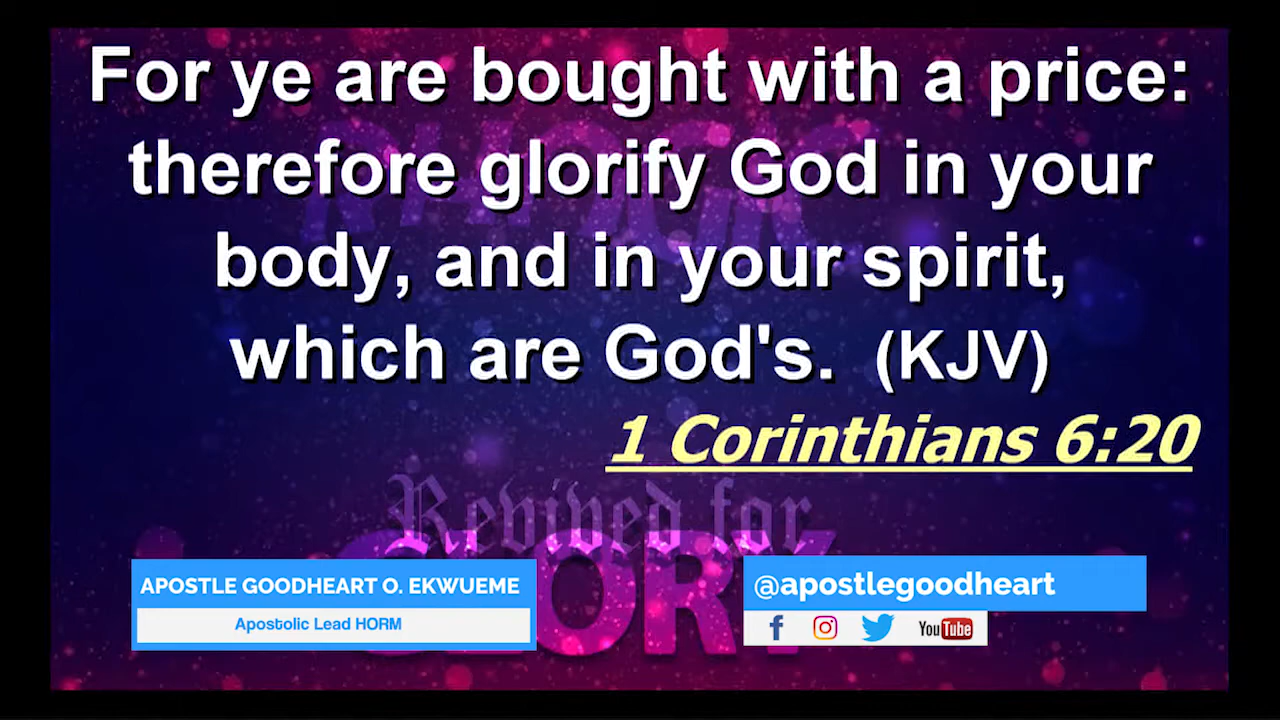 For ye are bought with a price:
therefore glorify God in your
body, and in your spirit,
which are God's. (KJV)
1 Corinthians 6:20
Revived for
GLORY
APOSTLE GOODHEART O. EKWUEME
Apostolic Lead HORM
@apostlegoodheart
YouTube